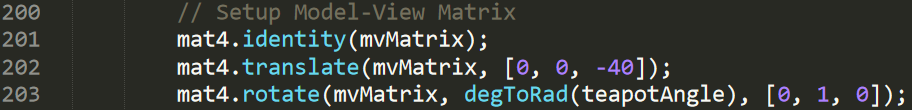 200 // Setup Model-View Matrix
201 mat4.identity(mvMatrix);
202 mat4.translate(mvMatrix, [0, 0, -40]);
203 mat4.rotate(mvMatrix, degToRad(teapotAngle), [0, 1, 0]);